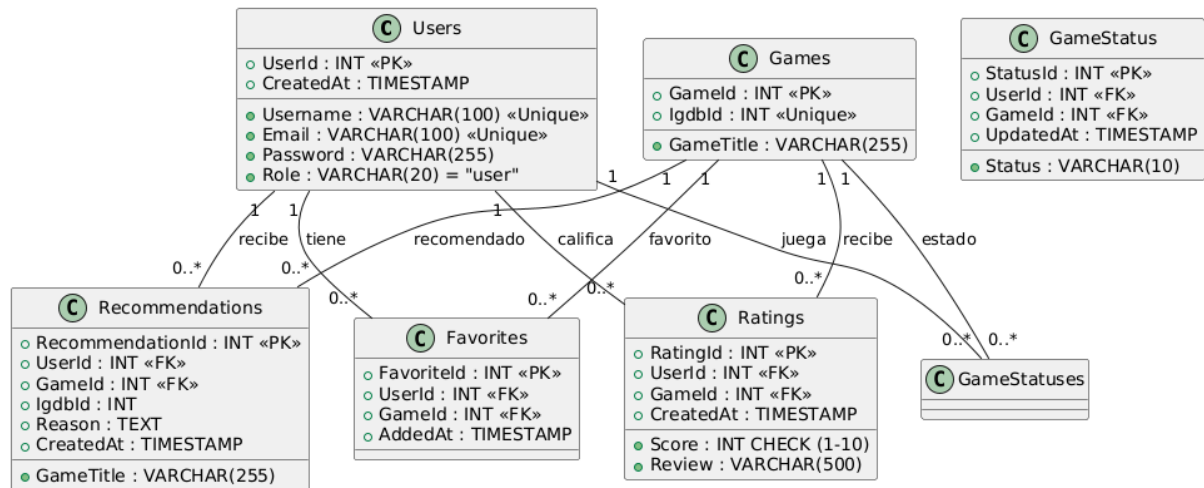 C Users
UserId : INT «PK»
CreatedAt : TIMESTAMP
Username : VARCHAR(100) «Unique»
Email : VARCHAR(100) «Unique»
Password : VARCHAR(255)
Role : VARCHAR(20) = "user"
C Games
GameId : INT «PK»
IgdbId : INT «Unique»
GameTitle : VARCHAR(255)
C GameStatus
StatusId : INT «PK»
UserId : INT «FK»
GameId : INT «FK»
UpdatedAt : TIMESTAMP
Status : VARCHAR(10)
1 1 1 1 1 1 1 1
recibe tiene recomendado califica favorito juega recibe estado
0..* 0..* 0..* 0..* 0..* 0..* 0..* 0..*
C Recommendations
RecommendationId : INT «PK»
UserId : INT «FK»
GameId : INT «FK»
IgdbId : INT
Reason : TEXT
CreatedAt : TIMESTAMP
GameTitle : VARCHAR(255)
C Favorites
FavoriteId : INT «PK»
UserId : INT «FK»
GameId : INT «FK»
AddedAt : TIMESTAMP
C Ratings
RatingId : INT «PK»
UserId : INT «FK»
GameId : INT «FK»
CreatedAt : TIMESTAMP
Score : INT CHECK (1-10)
Review : VARCHAR(500)
C GameStatuses